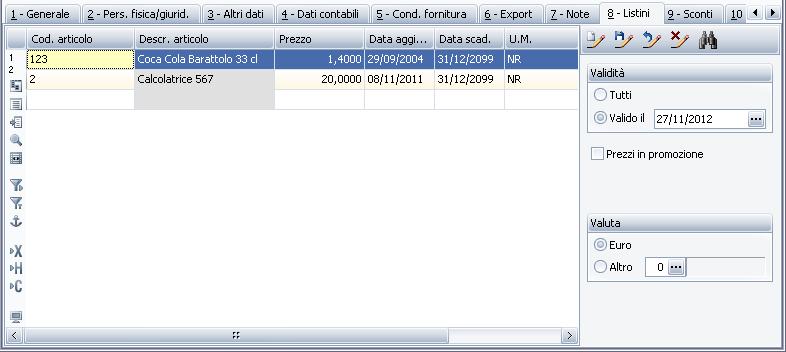 1 - Generale 2 - Pers. fisica/giurid. 3 - Altri dati 4 - Dati contabili 5 - Cond. fornitura 6 - Export 7 - Note 8 - Listini 9 - Sconti 10
Cod. articolo Descr. articolo Prezzo Data aggi... Data scad. U.M.
1 123 Coca Cola Barattolo 33 cl 1,4000 29/09/2004 31/12/2099 NR
2 2 Calcolatrice 567 20,0000 08/11/2011 31/12/2099 NR
X
H
C
Validità
Tutti
Valido il 27/11/2012 ...
Prezzi in promozione
Valuta
Euro
Altro 0 ...